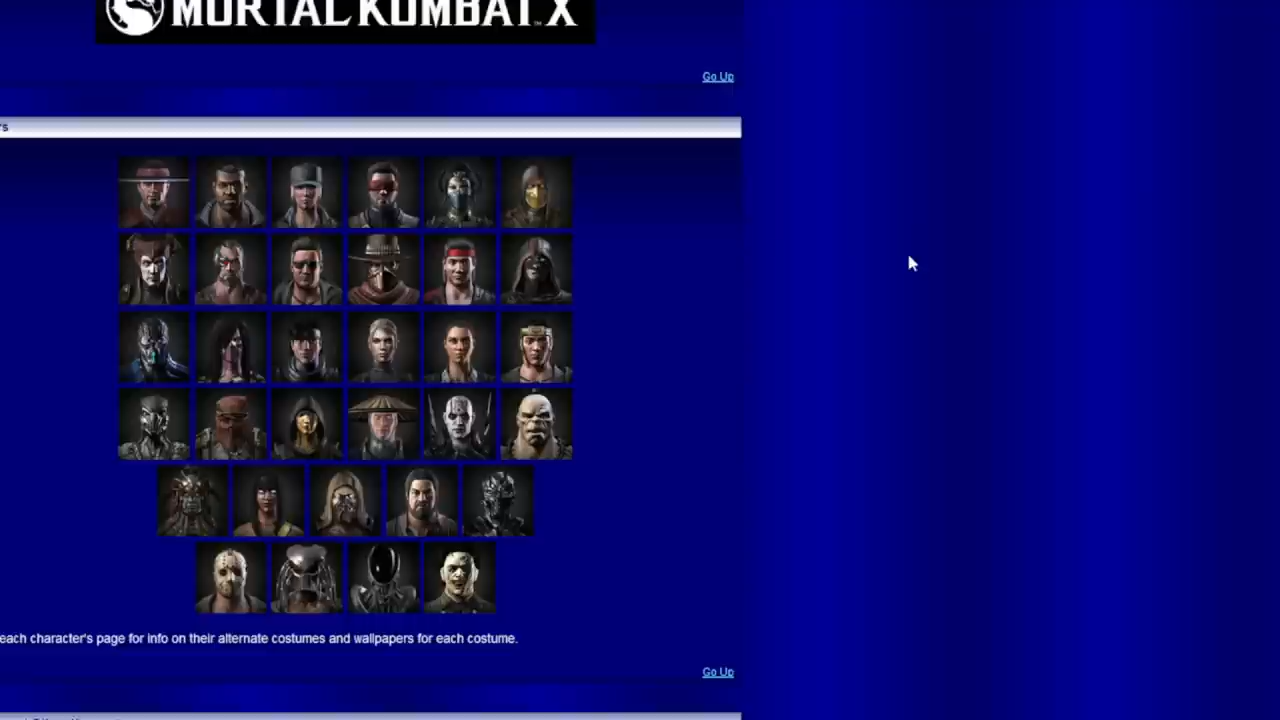 MORTAL KOMBAT X
Go Up
rs
each character's page for info on their alternate costumes and wallpapers for each costume.
Go Up